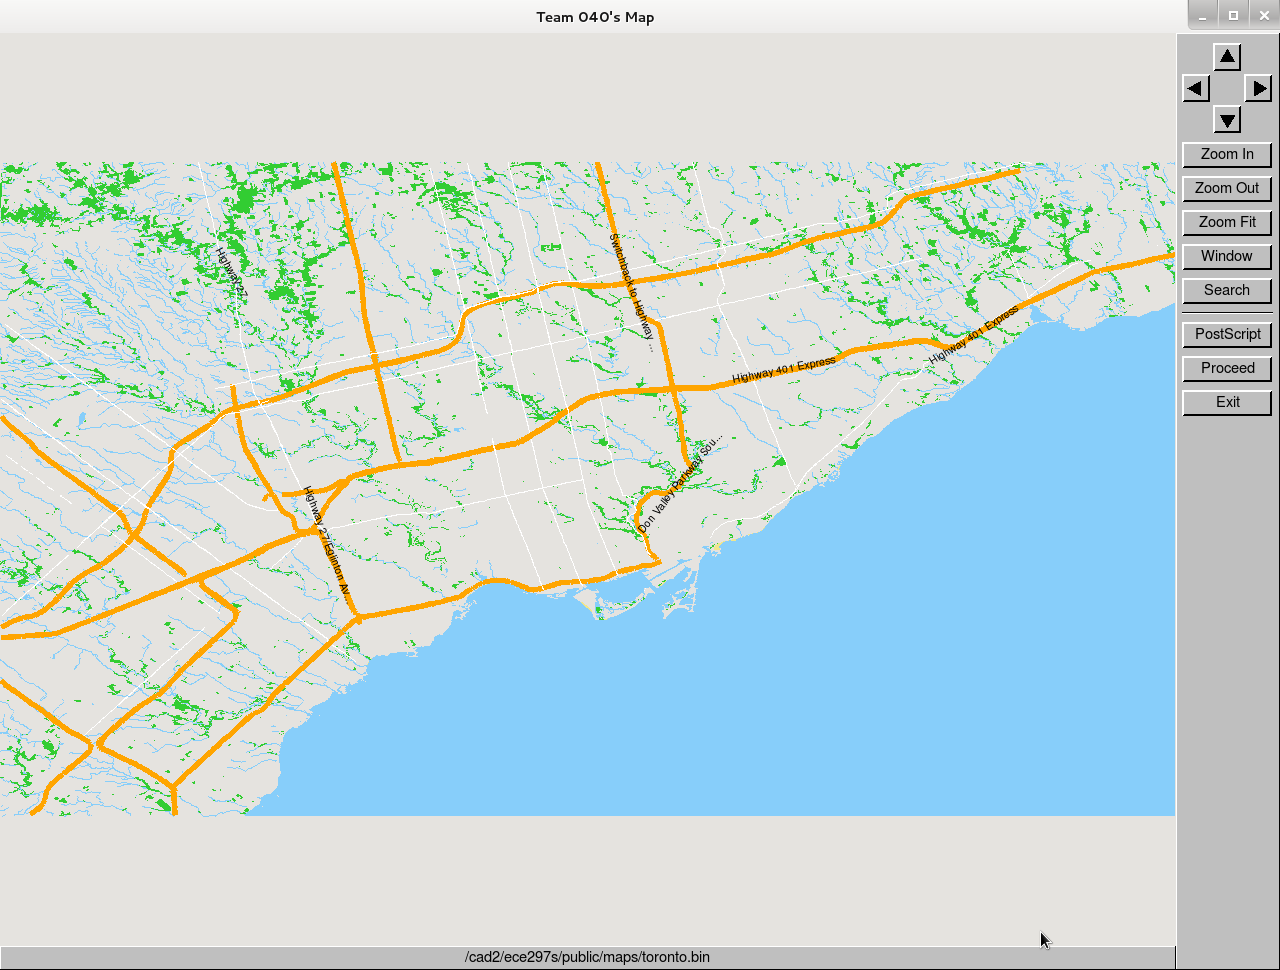 Team 040's Map
Zoom In
Zoom Out
Zoom Fit
Window
Search
PostScript
Proceed
Exit
Highway 27
Switchback to Highway ...
Highway 401 Express
Highway 401 Express
Don Valley Parkway Sou...
Highway 27/Eglinton Av...
/cad2/ece297s/public/maps/toronto.bin